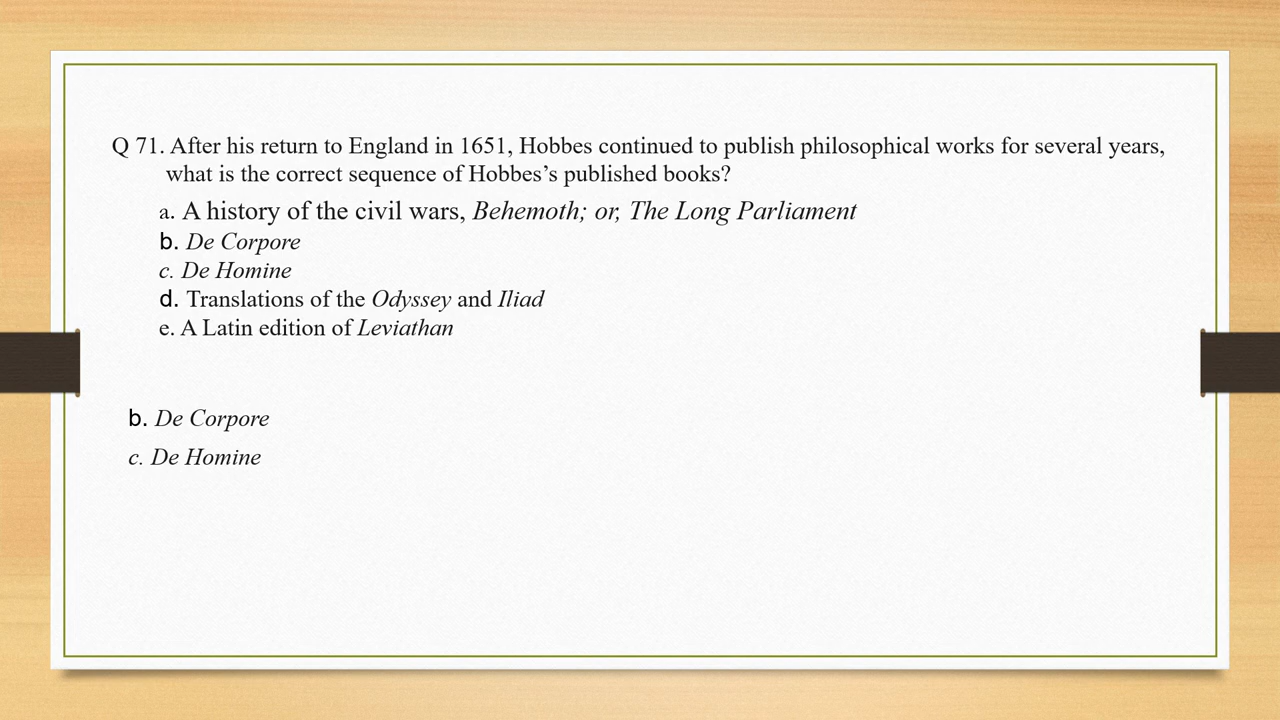 Q 71. After his return to England in 1651, Hobbes continued to publish philosophical works for several years,
what is the correct sequence of Hobbes’s published books?
a. A history of the civil wars, Behemoth; or, The Long Parliament
b. De Corpore
c. De Homine
d. Translations of the Odyssey and Iliad
e. A Latin edition of Leviathan
b. De Corpore
c. De Homine